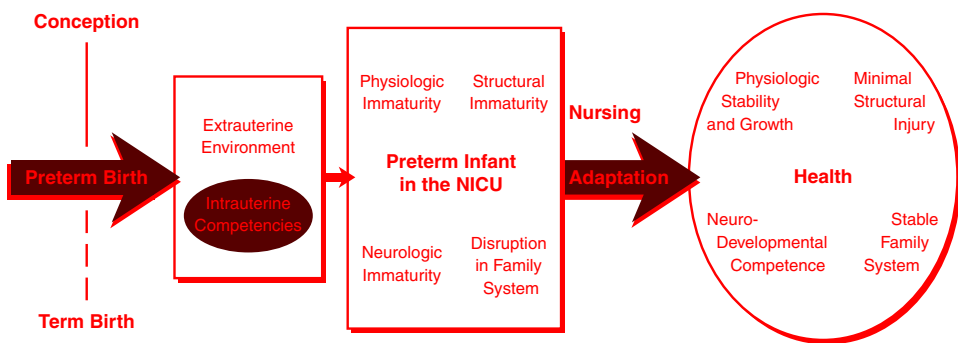 Conception
Preterm Birth
Term Birth
Extrauterine
Environment
Intrauterine
Competencies
Physiologic
Immaturity
Structural
Immaturity
Preterm Infant
in the NICU
Neurologic
Immaturity
Disruption
in Family
System
Nursing
Adaptation
Physiologic
Stability
and Growth
Minimal
Structural
Injury
Health
Neuro-
Developmental
Competence
Stable
Family
System